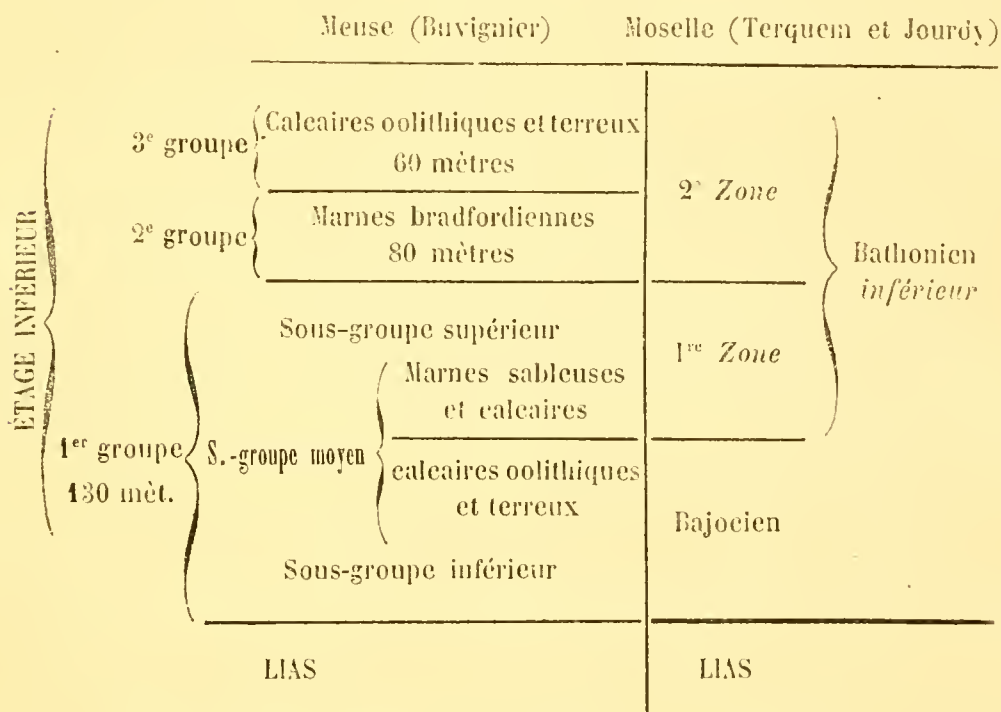 Meuse (Buvignier)
Moselle (Terquem et Jourdy)
ÉTAGE INFÉRIEUR
3e groupe
Calcaires oolithiques et terreux
60 mètres
2e groupe
Marnes bradfordiennes
80 mètres
2e Zone
Bathonien
inférieur
1er groupe
130 mèt.
Sous-groupe supérieur
1re Zone
S.-groupe moyen
Marnes sableuses
et calcaires
calcaires oolithiques
et terreux
Bajocien
Sous-groupe inférieur
LIAS
LIAS